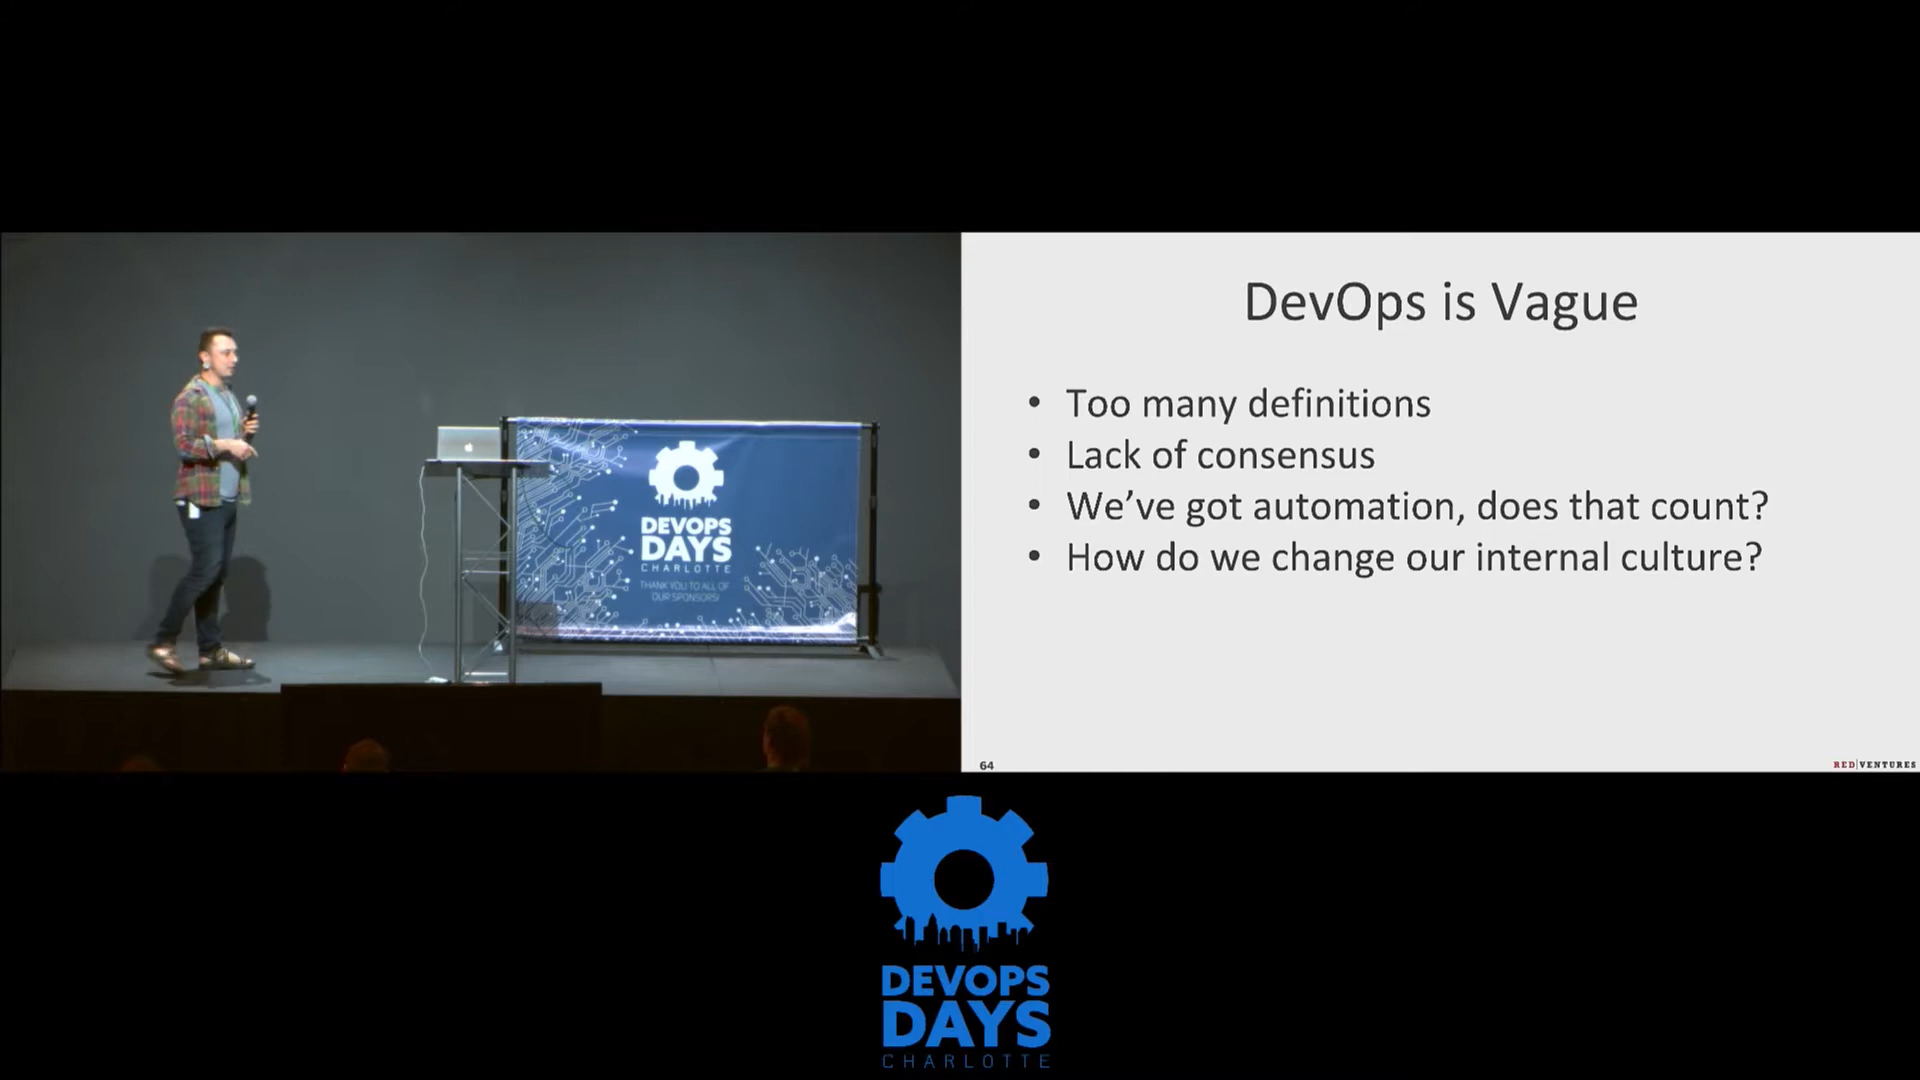 DEVOPS
DAYS
CHARLOTTE
THANK YOU TO ALL OF
OUR SPONSORS!
DevOps is Vague
• Too many definitions
• Lack of consensus
• We’ve got automation, does that count?
• How do we change our internal culture?
64
RED|VENTURES
DEVOPS
DAYS
CHARLOTTE